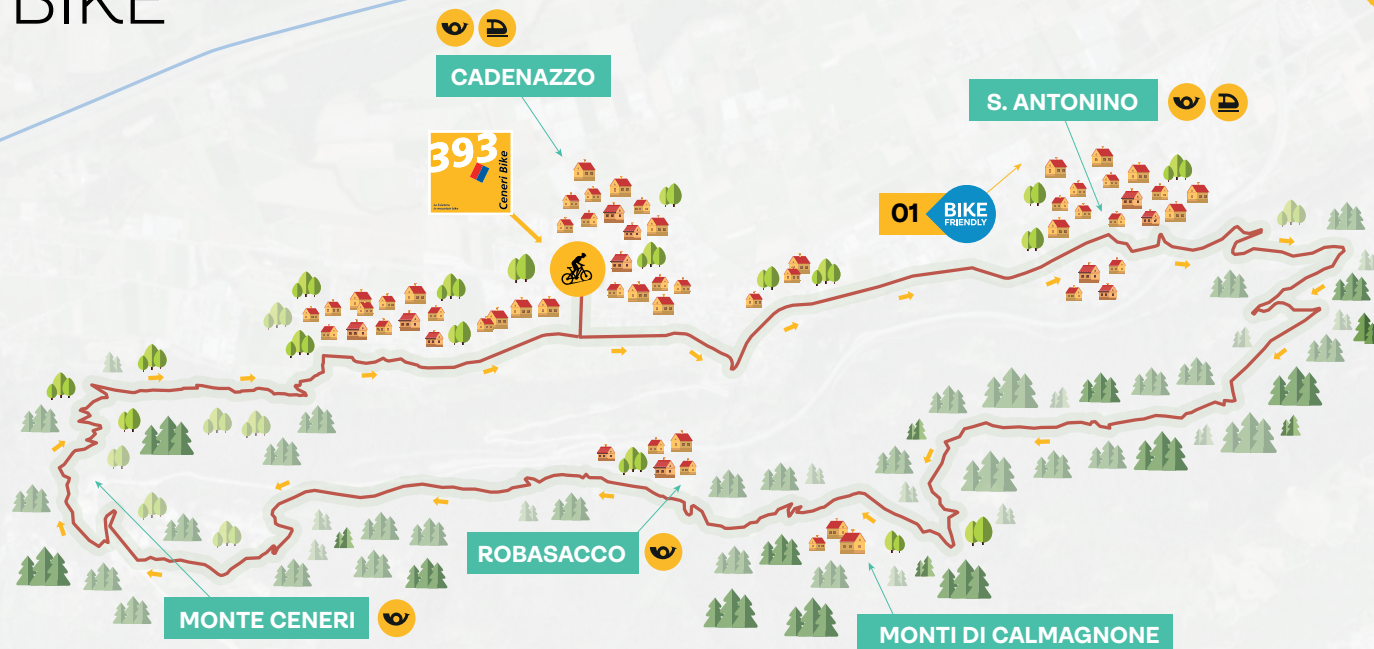 BIKE
CADENAZZO
S. ANTONINO
393
Ceneri Bike
01
BIKE
FRIENDLY
ROBASACCO
MONTE CENERI
MONTI DI CALMAGNONE